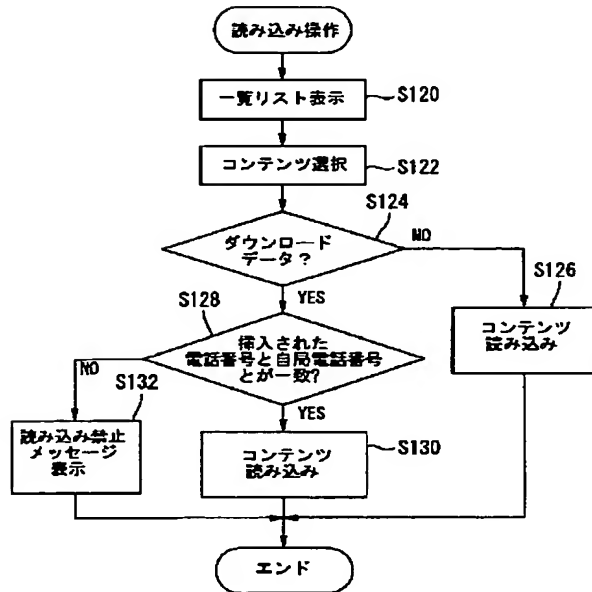 読み込み操作
一覧リスト表示
S120
コンテンツ選択
S122
S124
ダウンロード
データ？
NO
S126
YES
コンテンツ
読み込み
S128
挿入された
電話番号と自局電話番号
とが一致?
NO
S132
YES
読み込み禁止
メッセージ
表示
コンテンツ
読み込み
S130
エンド